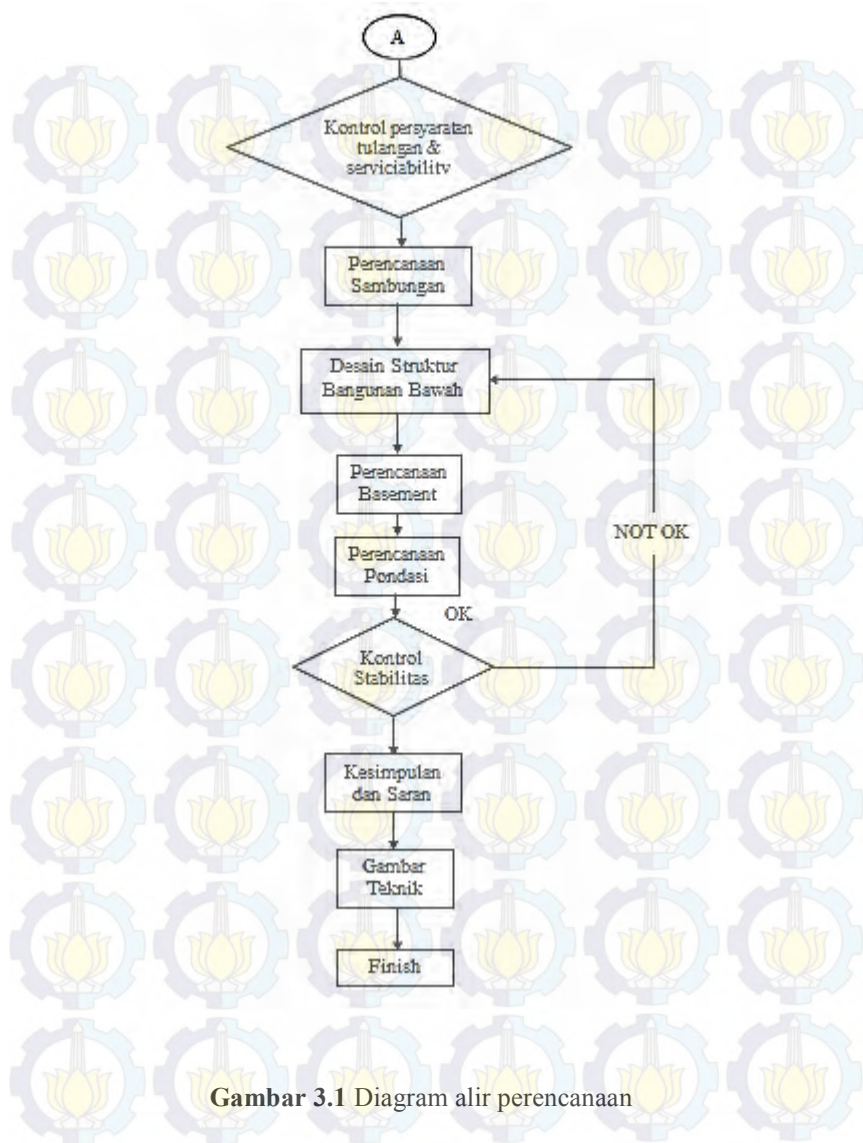 A
Kontrol persyaratan
tulangan &
serviciability
Perencanaan
Sambungan
Desain Struktur
Bangunan Bawah
Perencanaan
Basement
Perencanaan
Pondasi
NOT OK
OK
Kontrol
Stabilitas
Kesimpulan
dan Saran
Gambar
Teknik
Finish
Gambar 3.1 Diagram alir perencanaan